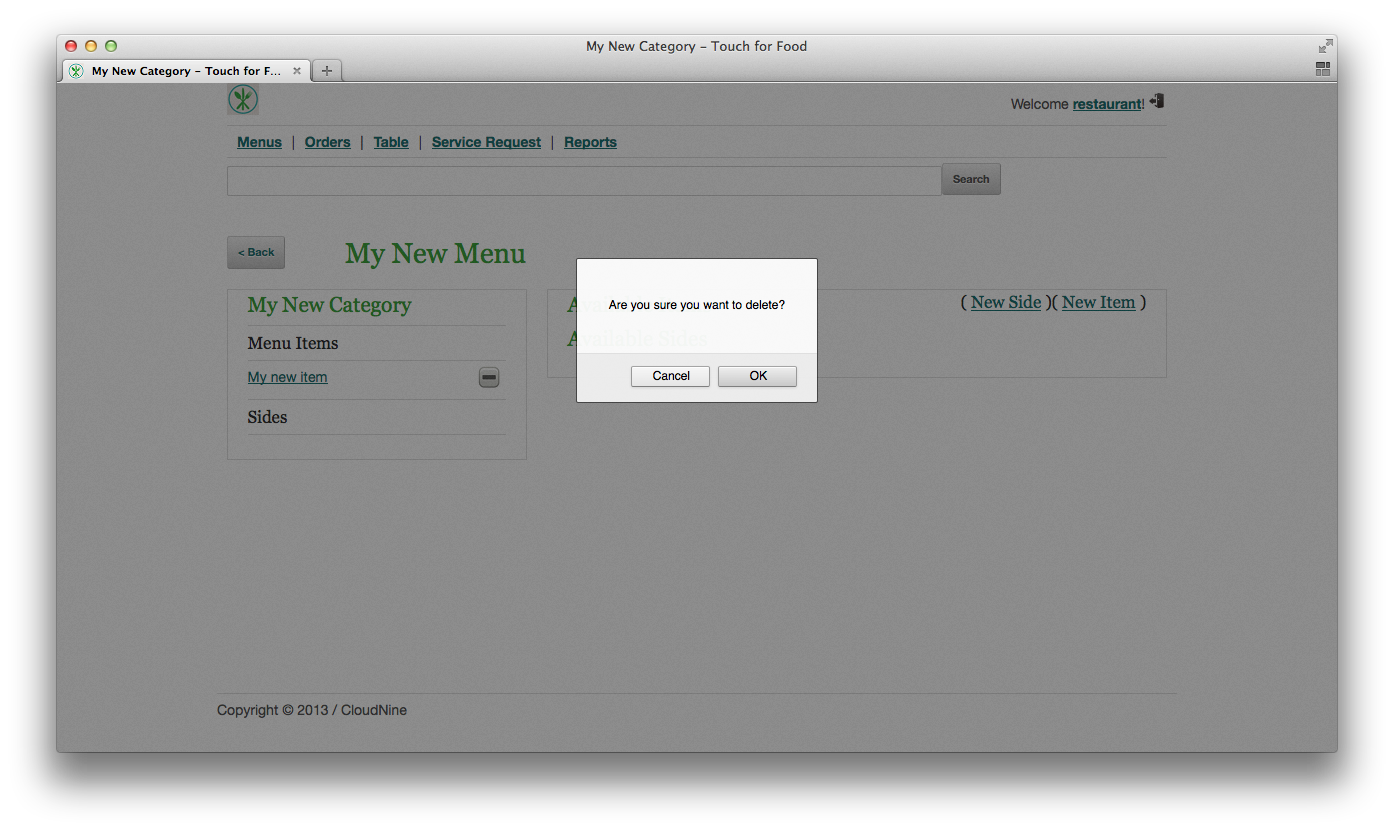 My New Category – Touch for Food
My New Category – Touch for F...
Welcome restaurant!
Menus | Orders | Table | Service Request | Reports
Search
< Back
My New Menu
My New Category
Menu Items
My new item
Sides
( New Side )( New Item )
Available Sides
Are you sure you want to delete?
Cancel OK
Copyright © 2013 / CloudNine